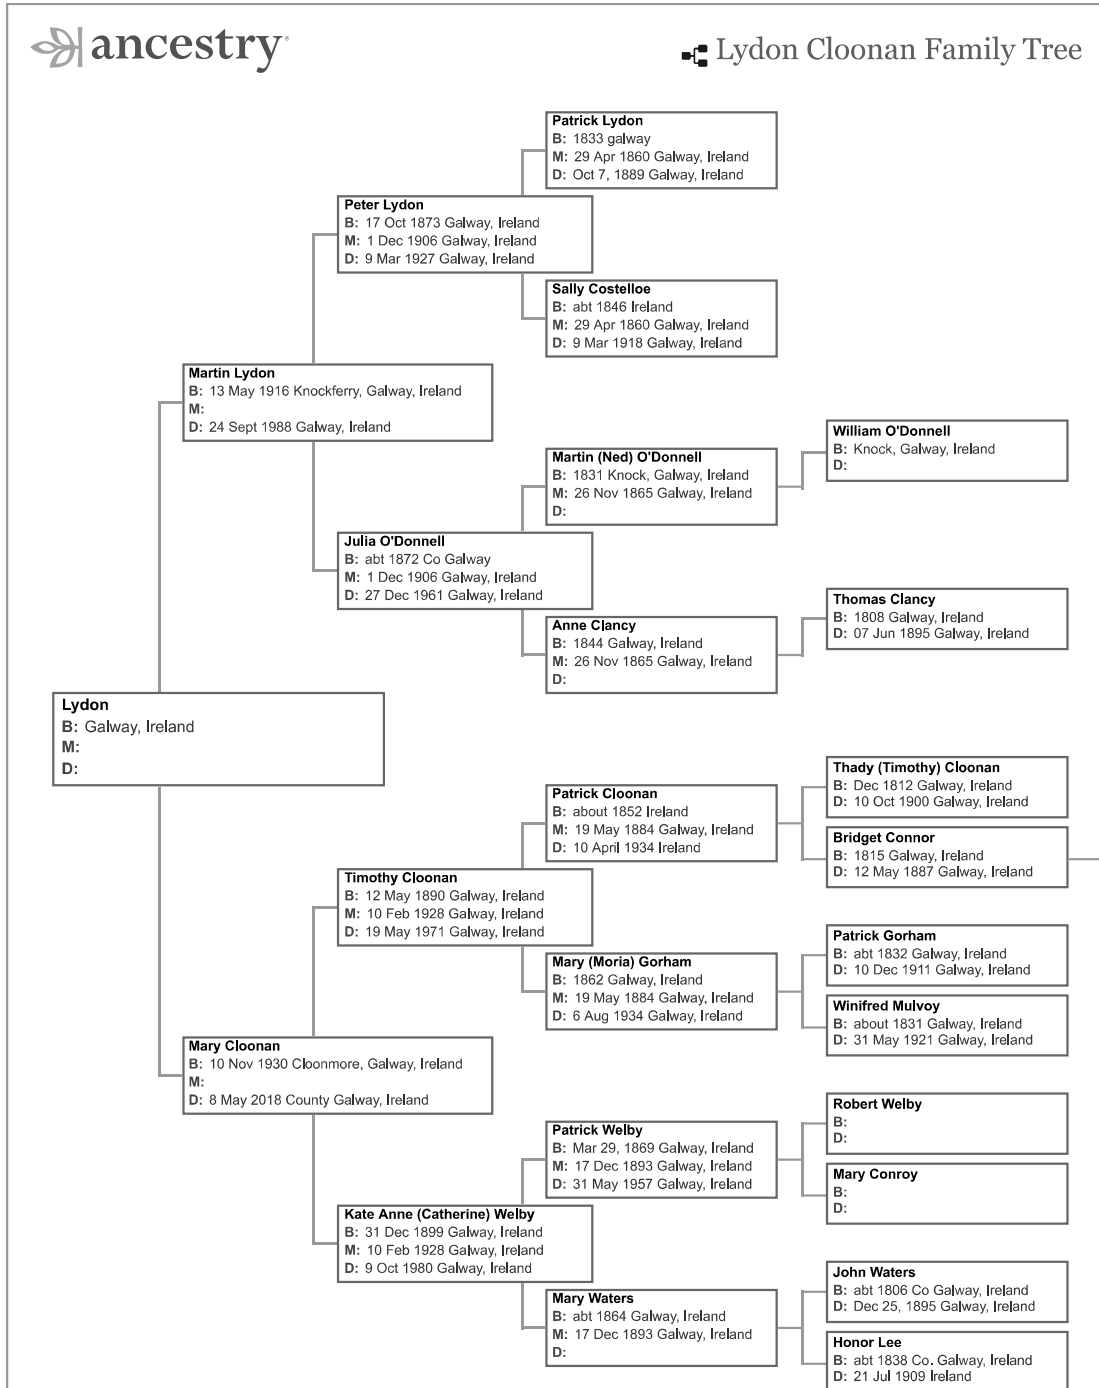 ancestry
Lydon Cloonan Family Tree
Patrick Lydon
B: 1833 galway
M: 29 Apr 1860 Galway, Ireland
D: Oct 7, 1889 Galway, Ireland
Peter Lydon
B: 17 Oct 1873 Galway, Ireland
M: 1 Dec 1906 Galway, Ireland
D: 9 Mar 1927 Galway, Ireland
Sally Costelloe
B: abt 1846 Ireland
M: 29 Apr 1860 Galway, Ireland
D: 9 Mar 1918 Galway, Ireland
Martin Lydon
B: 13 May 1916 Knockferry, Galway, Ireland
M:
D: 24 Sept 1988 Galway, Ireland
William O'Donnell
B: Knock, Galway, Ireland
D:
Martin (Ned) O'Donnell
B: 1831 Knock, Galway, Ireland
M: 26 Nov 1865 Galway, Ireland
D:
Julia O'Donnell
B: abt 1872 Co Galway
M: 1 Dec 1906 Galway, Ireland
D: 27 Dec 1961 Galway, Ireland
Thomas Clancy
B: 1808 Galway, Ireland
D: 07 Jun 1895 Galway, Ireland
Anne Clancy
B: 1844 Galway, Ireland
M: 26 Nov 1865 Galway, Ireland
D:
Lydon
B: Galway, Ireland
M:
D:
Thady (Timothy) Cloonan
B: Dec 1812 Galway, Ireland
D: 10 Oct 1900 Galway, Ireland
Patrick Cloonan
B: about 1852 Ireland
M: 19 May 1884 Galway, Ireland
D: 10 April 1934 Ireland
Bridget Connor
B: 1815 Galway, Ireland
D: 12 May 1887 Galway, Ireland
Timothy Cloonan
B: 12 May 1890 Galway, Ireland
M: 10 Feb 1928 Galway, Ireland
D: 19 May 1971 Galway, Ireland
Patrick Gorham
B: abt 1832 Galway, Ireland
D: 10 Dec 1911 Galway, Ireland
Mary (Moria) Gorham
B: 1862 Galway, Ireland
M: 19 May 1884 Galway, Ireland
D: 6 Aug 1934 Galway, Ireland
Winifred Mulvoy
B: about 1831 Galway, Ireland
D: 31 May 1921 Galway, Ireland
Mary Cloonan
B: 10 Nov 1930 Cloonmore, Galway, Ireland
M:
D: 8 May 2018 County Galway, Ireland
Robert Welby
B:
D:
Patrick Welby
B: Mar 29, 1869 Galway, Ireland
M: 17 Dec 1893 Galway, Ireland
D: 31 May 1957 Galway, Ireland
Mary Conroy
B:
D:
Kate Anne (Catherine) Welby
B: 31 Dec 1899 Galway, Ireland
M: 10 Feb 1928 Galway, Ireland
D: 9 Oct 1980 Galway, Ireland
John Waters
B: abt 1806 Co Galway, Ireland
D: Dec 25, 1895 Galway, Ireland
Mary Waters
B: abt 1864 Galway, Ireland
M: 17 Dec 1893 Galway, Ireland
D:
Honor Lee
B: abt 1838 Co. Galway, Ireland
D: 21 Jul 1909 Ireland